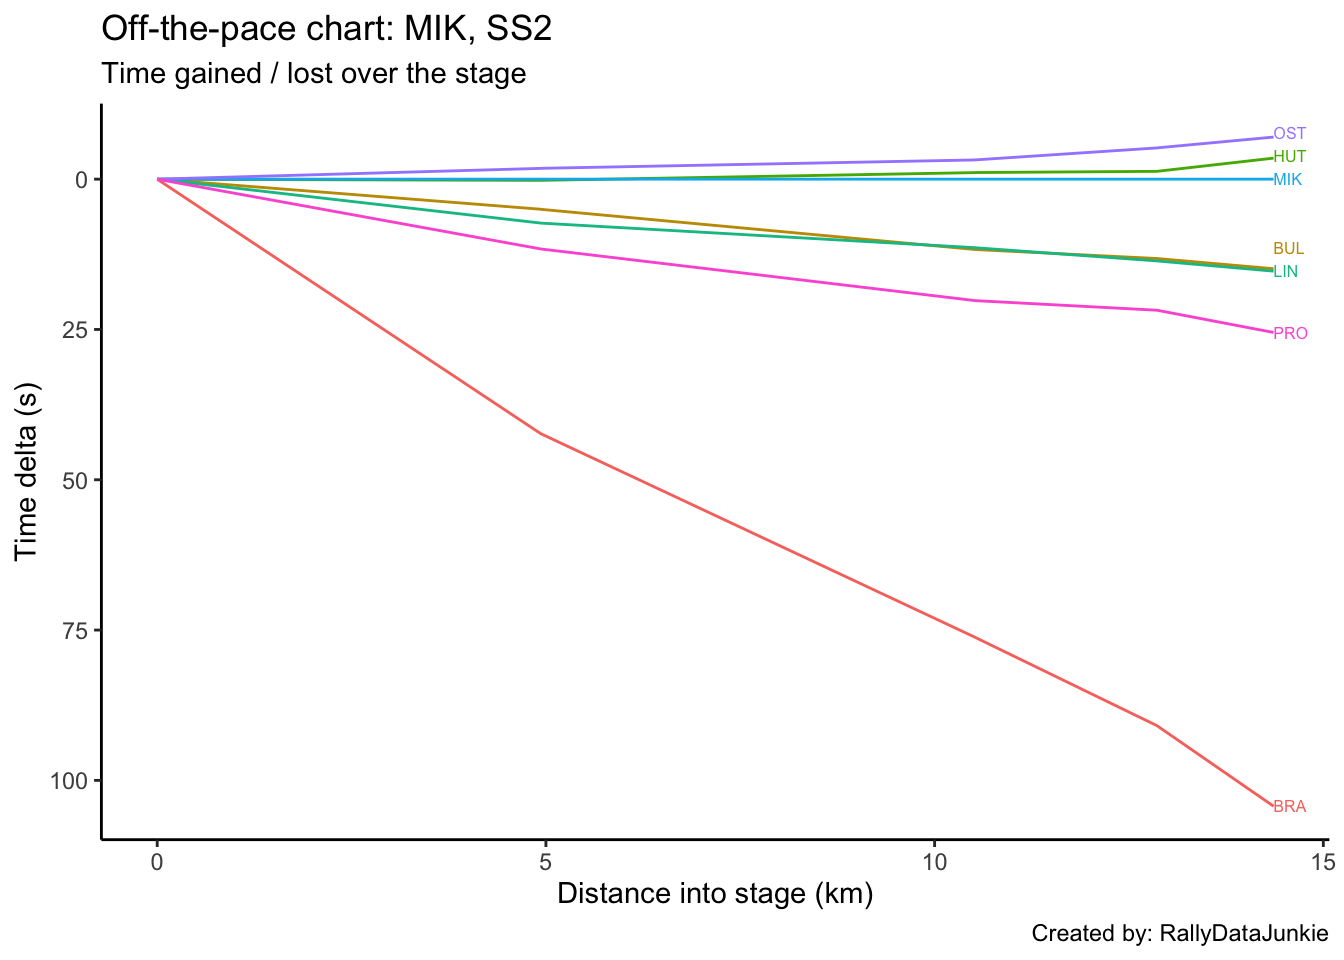 Off-the-pace chart: MIK, SS2
Time gained / lost over the stage
OST
HUT
0
MIK
BUL
LIN
25
PRO
Time delta (s)
50
75
100
BRA
0 5 10 15
Distance into stage (km)
Created by: RallyDataJunkie